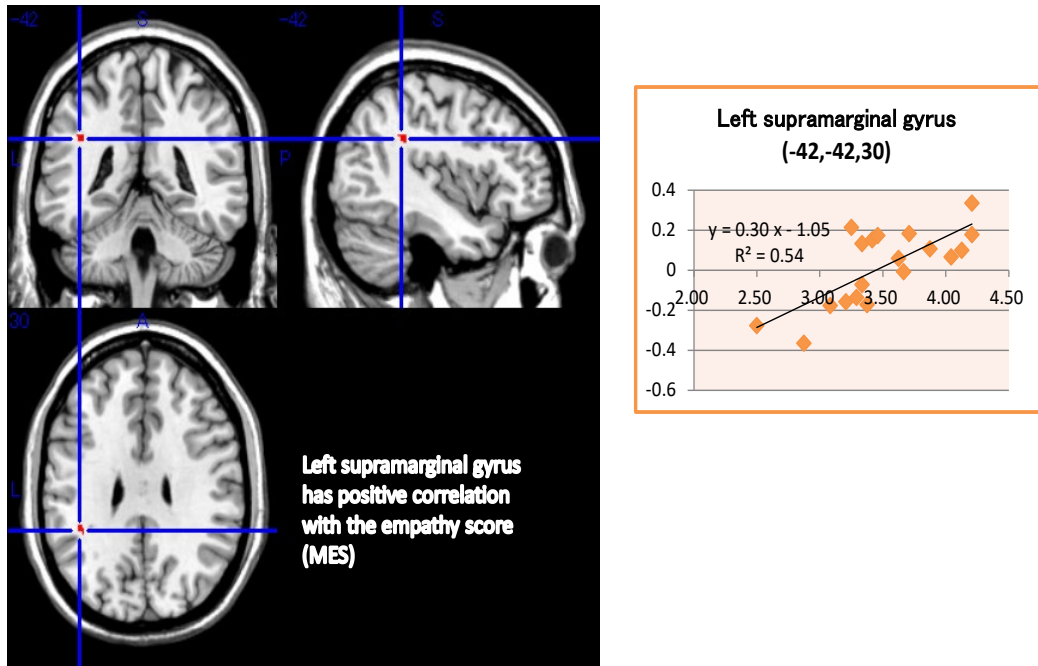 -42
S
-42
S
L
P
30
A
L
Left supramarginal gyrus
has positive correlation
with the empathy score
(MES)
Left supramarginal gyrus
(-42,-42,30)
0.4
0.2
0
-0.2
-0.4
-0.6
y = 0.30 x - 1.05
R² = 0.54
2.00 2.50 3.00 3.50 4.00 4.50